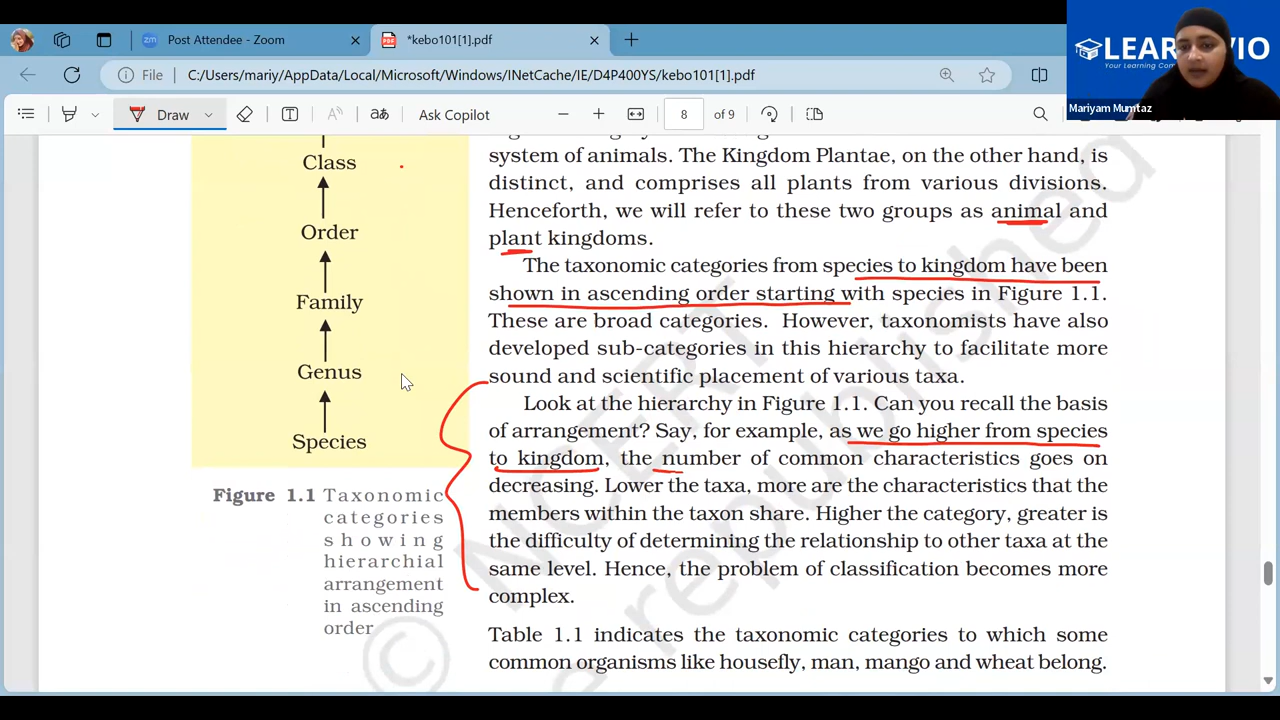 Post Attendee - Zoom
*kebo101[1].pdf
File
C:/Users/mariy/AppData/Local/Microsoft/Windows/INetCache/IE/D4P400YS/kebo101[1].pdf
LEAR
VIO
Your Learning Com
Mariyam Mumtaz
Draw
Ask Copilot
8
of 9
Class
Order
Family
Genus
Species
Figure 1.1 Taxonomic
categories
showing
hierarchial
arrangement
in ascending
order
system of animals. The Kingdom Plantae, on the other hand, is
distinct, and comprises all plants from various divisions.
Henceforth, we will refer to these two groups as animal and
plant kingdoms.
The taxonomic categories from species to kingdom have been
shown in ascending order starting with species in Figure 1.1.
These are broad categories. However, taxonomists have also
developed sub-categories in this hierarchy to facilitate more
sound and scientific placement of various taxa.
Look at the hierarchy in Figure 1.1. Can you recall the basis
of arrangement? Say, for example, as we go higher from species
to kingdom, the number of common characteristics goes on
decreasing. Lower the taxa, more are the characteristics that the
members within the taxon share. Higher the category, greater is
the difficulty of determining the relationship to other taxa at the
same level. Hence, the problem of classification becomes more
complex.
Table 1.1 indicates the taxonomic categories to which some
common organisms like housefly, man, mango and wheat belong.
© NCERT
republished